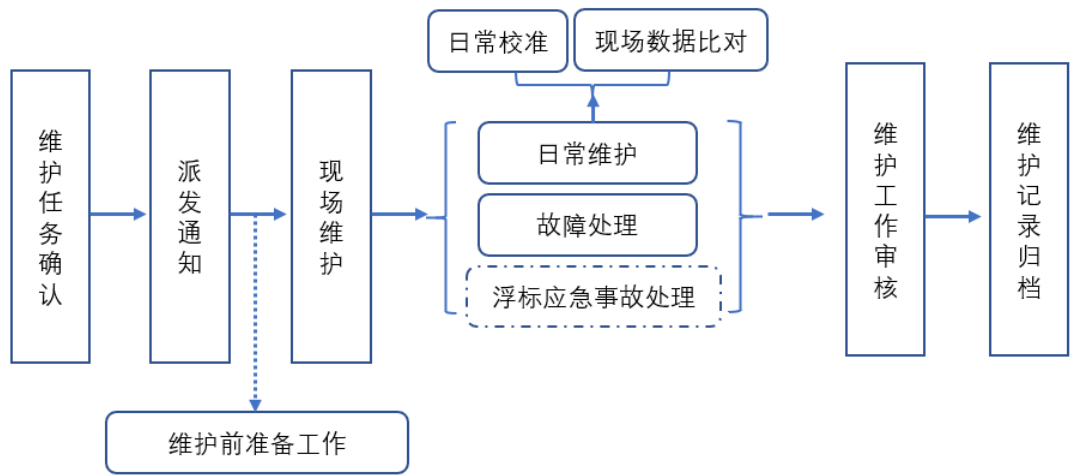 日常校准
现场数据比对
维护任务确认
派发通知
现场维护
日常维护
故障处理
浮标应急事故处理
维护工作审核
维护记录归档
维护前准备工作